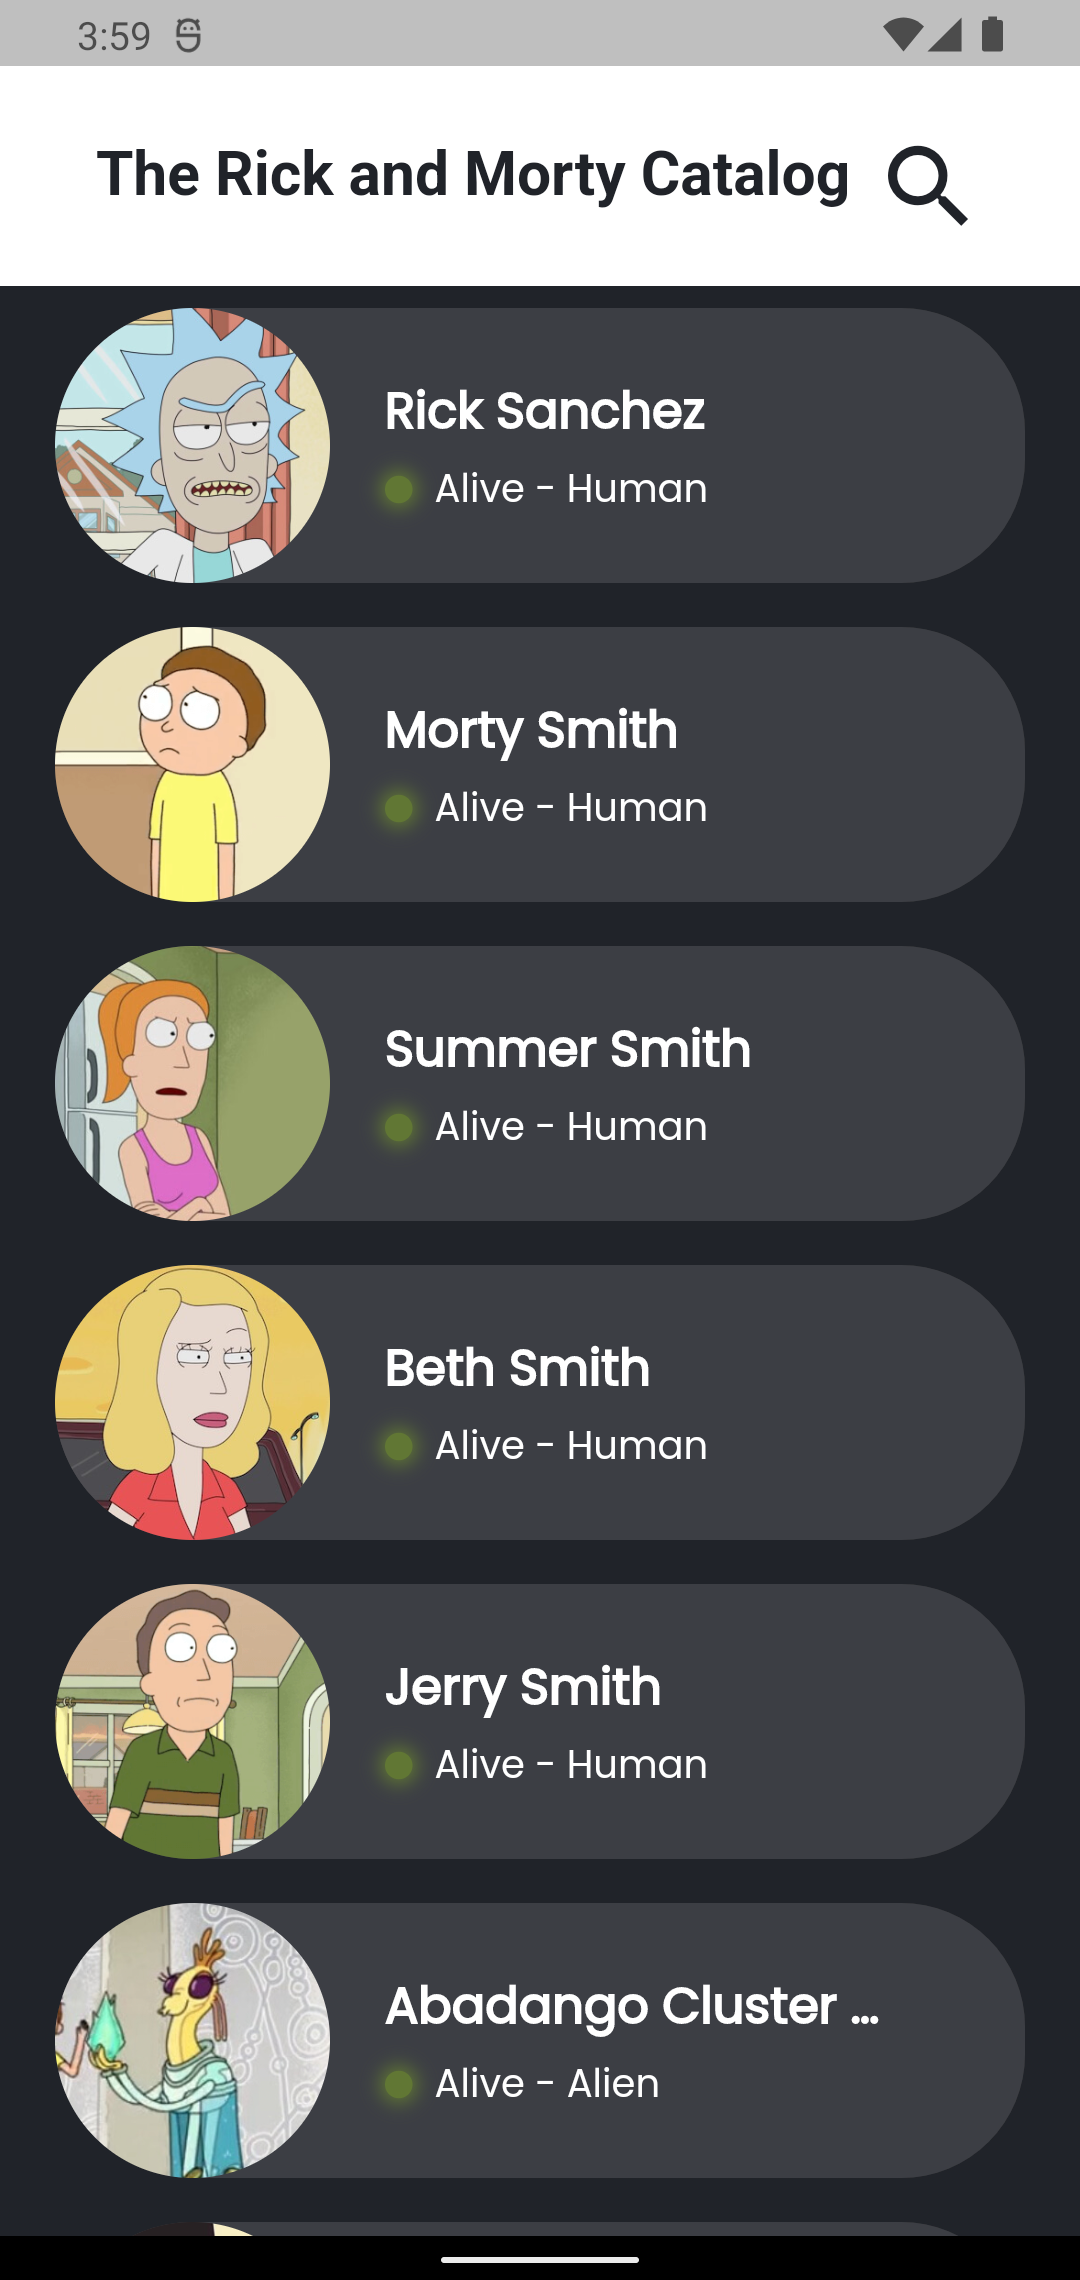 3:59
The Rick and Morty Catalog
Rick Sanchez
Alive - Human
Morty Smith
Alive - Human
Summer Smith
Alive - Human
Beth Smith
Alive - Human
Jerry Smith
Alive - Human
Abadango Cluster ...
Alive - Alien